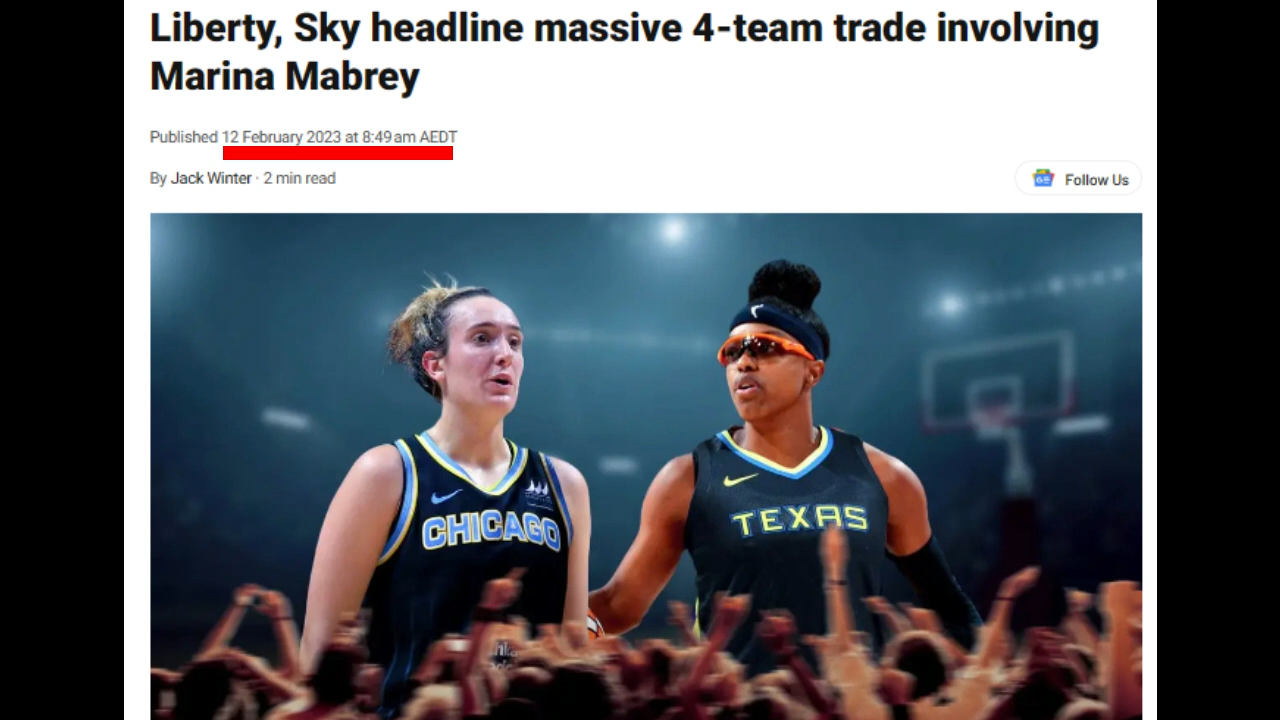 Liberty, Sky headline massive 4-team trade involving
Marina Mabrey
Published 12 February 2023 at 8:49 am AEDT
By Jack Winter · 2 min read
Follow Us
CHICAGO
TEXAS